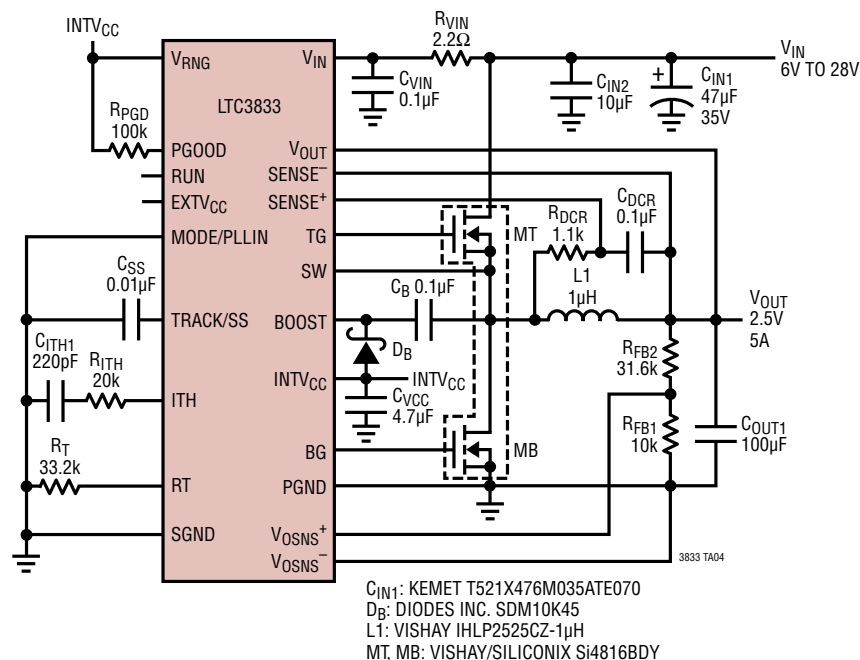 INTVCC
RPGD
100k
VRNG
PGOOD
RUN
EXTVCC
MODE/PLLIN
CSS
0.01µF
TRACK/SS
CITH1
220pF
RITH
20k
ITH
RT
33.2k
RT
SGND
LTC3833
VIN
VOUT
SENSE–
SENSE+
TG
SW
BOOST
INTVCC
BG
PGND
VOSNS+
VOSNS–
RVIN
2.2Ω
CVIN
0.1µF
CIN2
10µF
+
CIN1
47µF
35V
VIN
6V TO 28V
MT
RDCR
1.1k
CDCR
0.1µF
L1
1µH
CB 0.1µF
DB
INTVCC
CVCC
4.7µF
MB
VOUT
2.5V
5A
RFB2
31.6k
RFB1
10k
COUT1
100µF
3833 TA04
CIN1: KEMET T521X476M035ATE070
DB: DIODES INC. SDM10K45
L1: VISHAY IHLP2525CZ-1µH
MT, MB: VISHAY/SILICONIX Si4816BDY